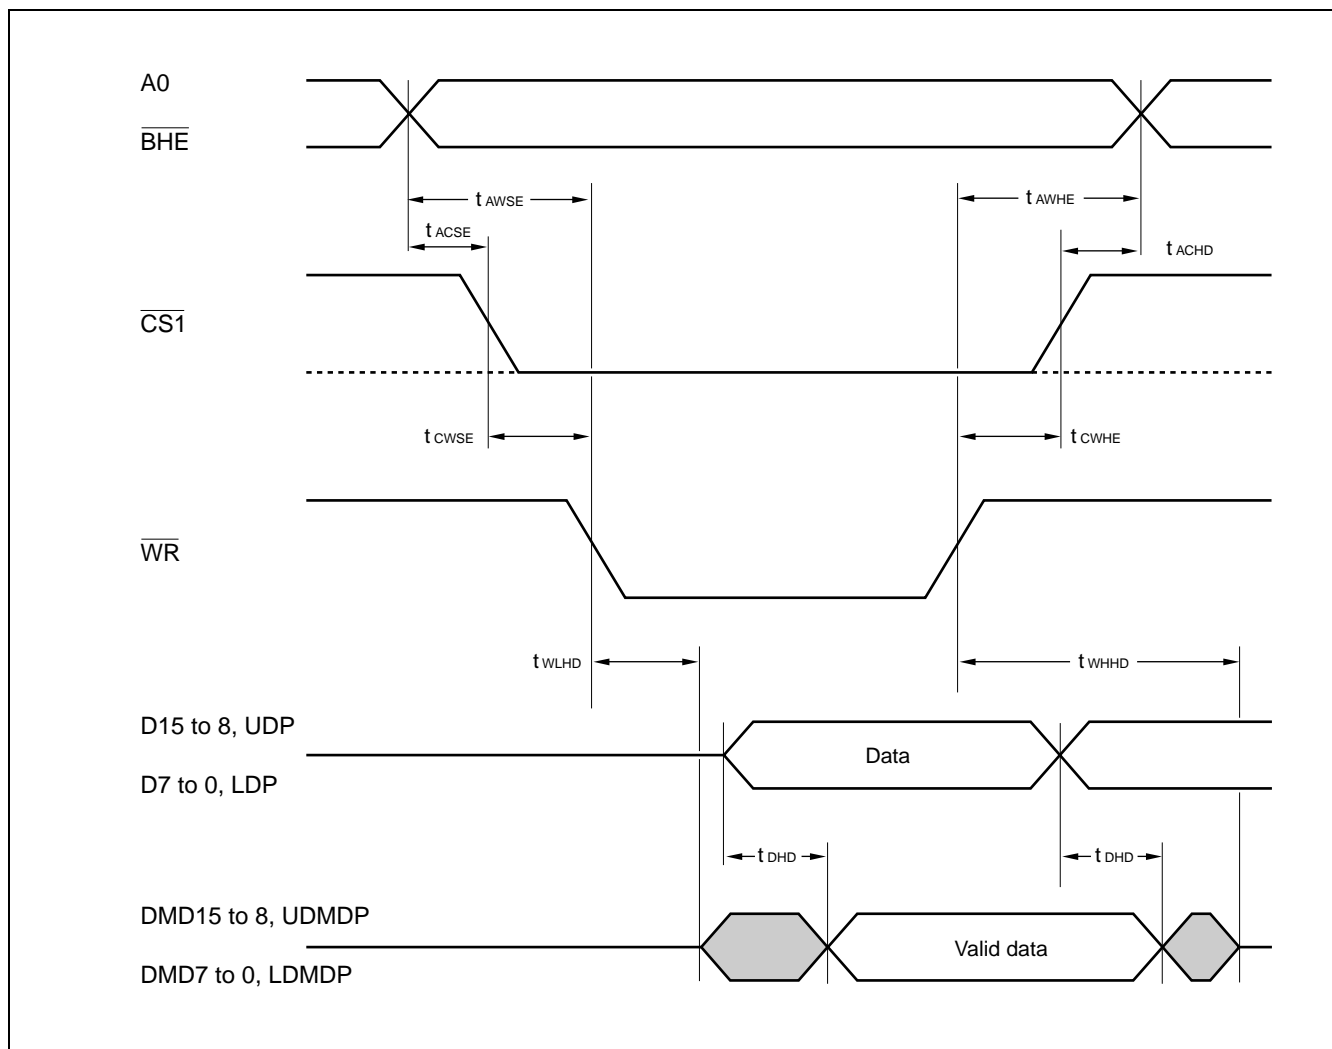 A0
BHE
t AWSE
t AWHE
t ACSE
t ACHD
CS1
t CWSE
t CWHE
WR
t WLHD
t WHHD
D15 to 8, UDP
Data
D7 to 0, LDP
t DHD
t DHD
DMD15 to 8, UDMDP
Valid data
DMD7 to 0, LDMDP